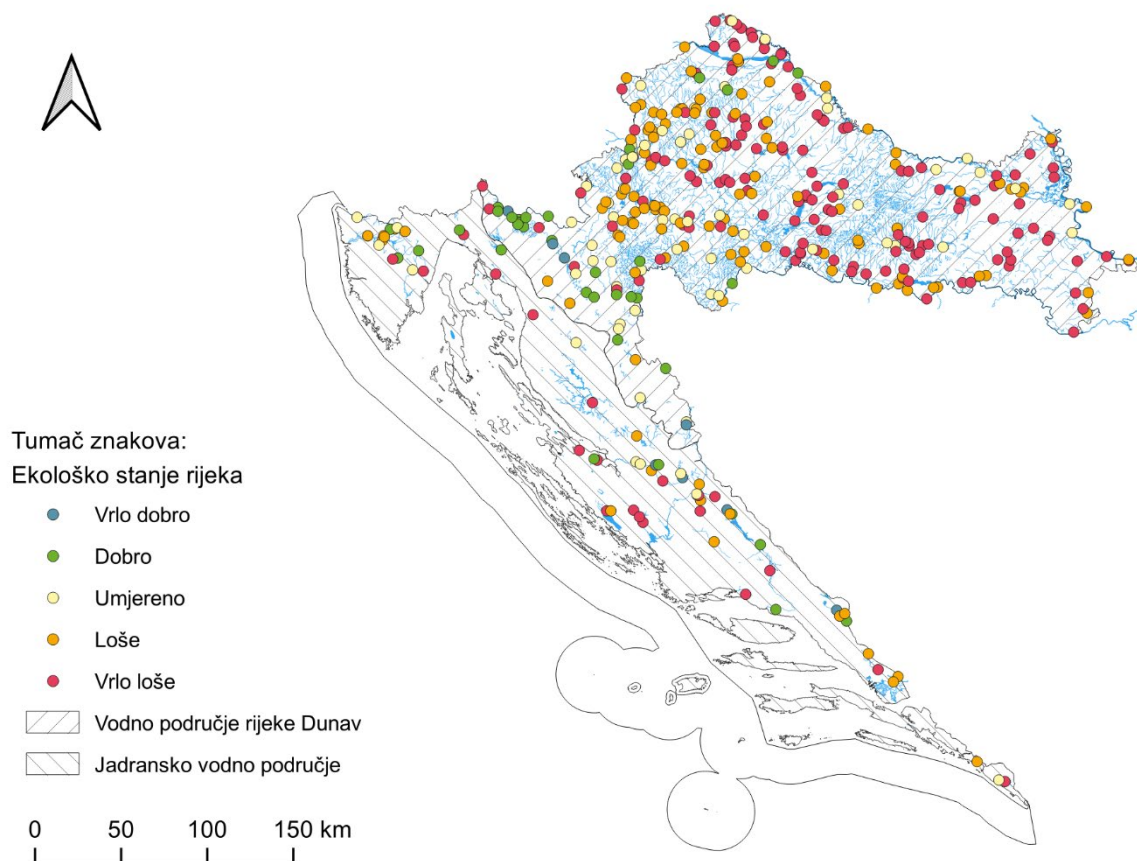 Tumač znakova:
Ekološko stanje rijeka
Vrlo dobro
Dobro
Umjereno
Loše
Vrlo loše
Vodno područje rijeke Dunav
Jadransko vodno područje
0 50 100 150 km